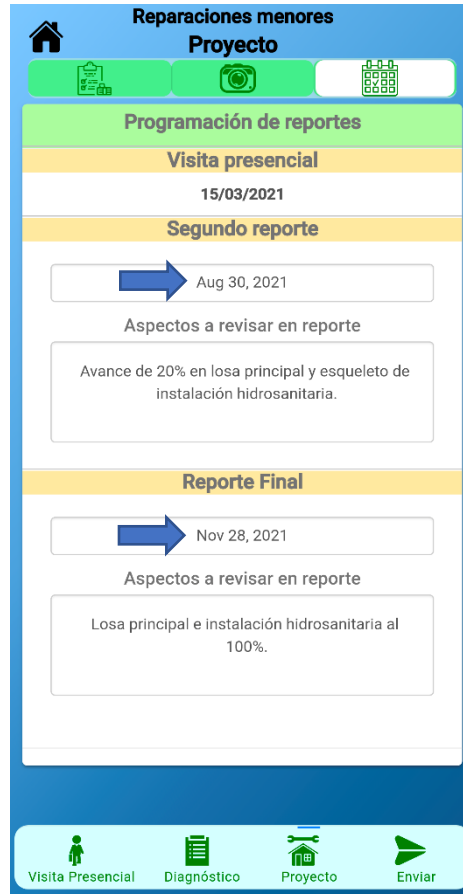 Reparaciones menores
Proyecto
Programación de reportes
Visita presencial
15/03/2021
Segundo reporte
Aug 30, 2021
Aspectos a revisar en reporte
Avance de 20% en losa principal y esqueleto de
instalación hidrosanitaria.
Reporte Final
Nov 28, 2021
Aspectos a revisar en reporte
Losa principal e instalación hidrosanitaria al
100%.
Visita Presencial
Diagnóstico
Proyecto
Enviar